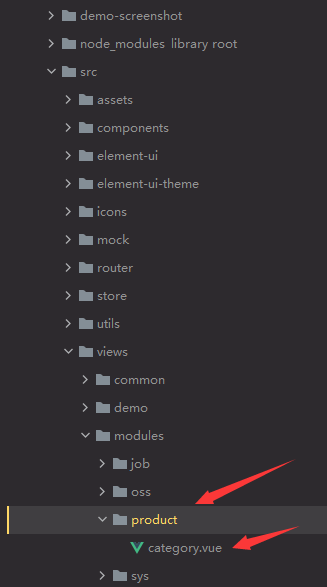 demo-screenshot
node_modules library root
src
assets
components
element-ui
element-ui-theme
icons
mock
router
store
utils
views
common
demo
modules
job
oss
product
category.vue
sys